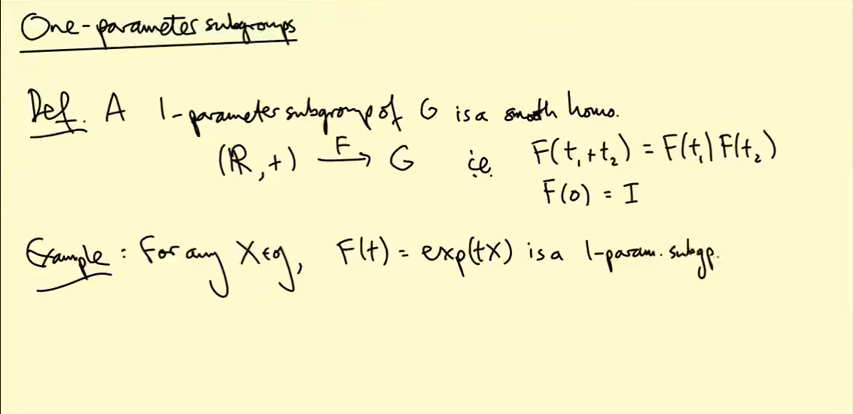 One-parameter subgroups
Def. A 1-parameter subgroup of G is a smooth homo.
(ℝ, +) —F→ G i.e. F(t₁+t₂) = F(t₁) F(t₂)
F(0) = I
Example: For any X ∈ 𝔤, F(t) = exp(tX) is a 1-param. subgp.